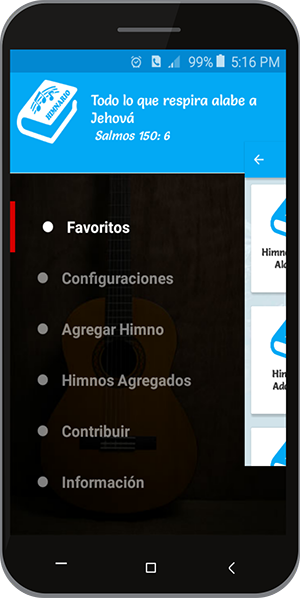 99% 5:16 PM
HIMNARIO
Todo lo que respira alabe a
Jehová
Salmos 150: 6
Favoritos
Configuraciones
Agregar Himno
Himnos Agregados
Contribuir
Información